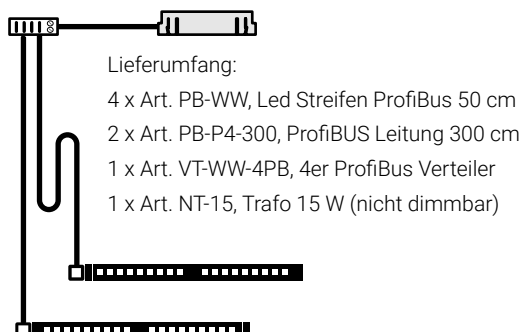 Lieferumfang:
4 x Art. PB-WW, Led Streifen ProfiBus 50 cm
2 x Art. PB-P4-300, ProfiBUS Leitung 300 cm
1 x Art. VT-WW-4PB, 4er ProfiBus Verteiler
1 x Art. NT-15, Trafo 15 W (nicht dimmbar)